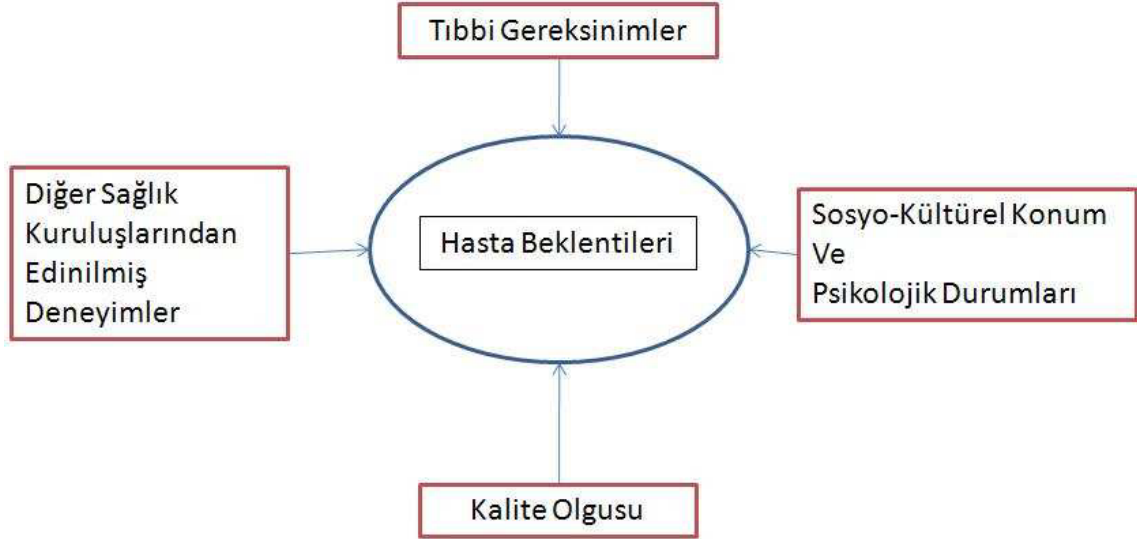 Tıbbi Gereksinimler
Diğer Sağlık
Kuruluşlarından
Edinilmiş
Deneyimler
Hasta Beklentileri
Sosyo-Kültürel Konum
Ve
Psikolojik Durumları
Kalite Olgusu